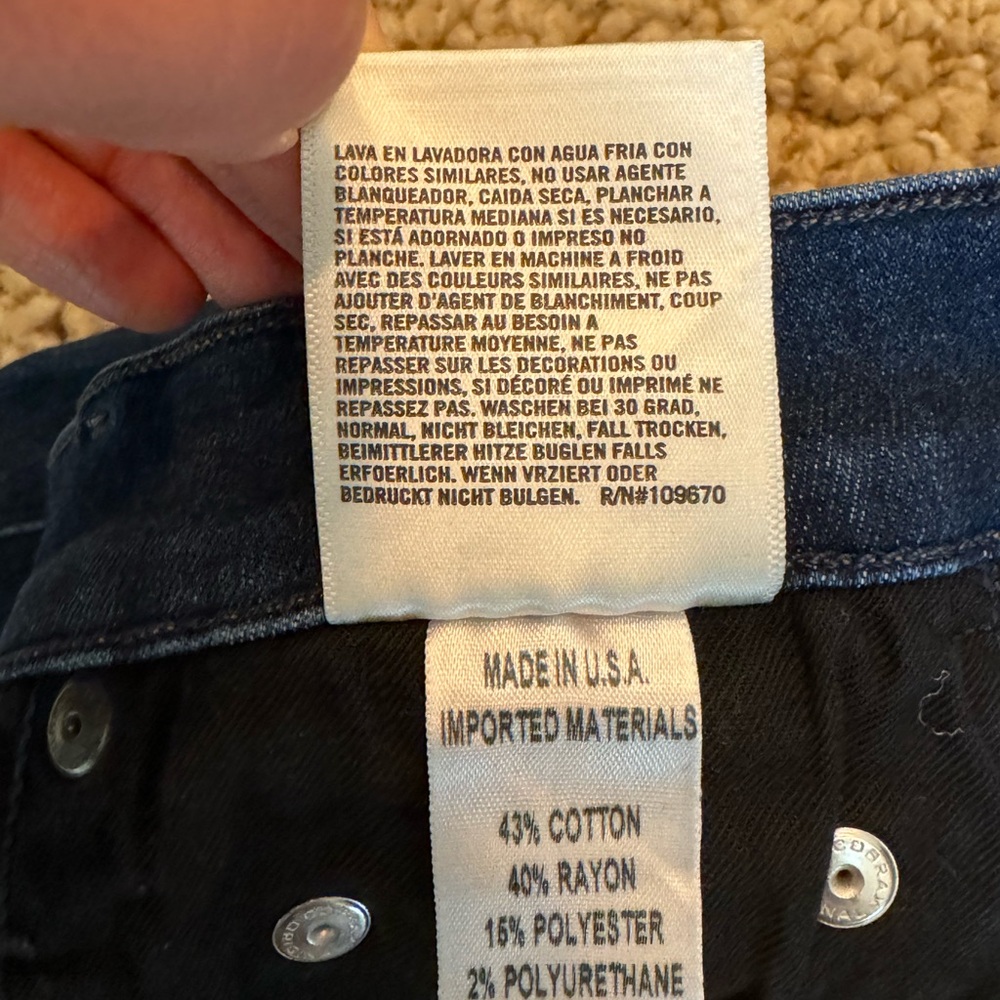 LAVA EN LAVADORA CON AGUA FRIA CON
COLORES SIMILARES, NO USAR AGENTE
BLANQUEADOR, CAIDA SECA, PLANCHAR A
TEMPERATURA MEDIANA SI ES NECESARIO,
SI ESTÁ ADORNADO O IMPRESO NO
PLANCHE. LAVER EN MACHINE A FROID
AVEC DES COULEURS SIMILAIRES, NE PAS
AJOUTER D'AGENT DE BLANCHIMENT, COUP
SEC, REPASSAR AU BESOIN A
TEMPERATURE MOYENNE, NE PAS
REPASSER SUR LES DECORATIONS OU
IMPRESSIONS, SI DÉCORÉ OU IMPRIMÉ NE
REPASSEZ PAS. WASCHEN BEI 30 GRAD,
NORMAL, NICHT BLEICHEN, FALL TROCKEN,
BEIMITTLERER HITZE BUGLEN FALLS
ERFOERLICH. WENN VRZIERT ODER
BEDRUCKT NICHT BULGEN. R/N#109670
MADE IN U.S.A.
IMPORTED MATERIALS
43% COTTON
40% RAYON
15% POLYESTER
2% POLYURETHANE